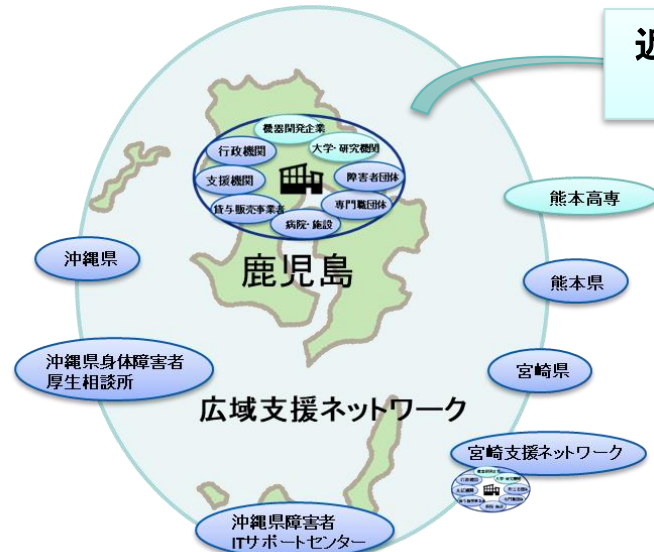 近
機器開発企業
行政機関
大学・研究機関
支援機関
障害者団体
貸与販売事業者
専門職団体
病院・施設
熊本高専
沖縄県
鹿児島
熊本県
沖縄県身体障害者
厚生相談所
宮崎県
広域支援ネットワーク
宮崎支援ネットワーク
沖縄県障害者
ITサポートセンター